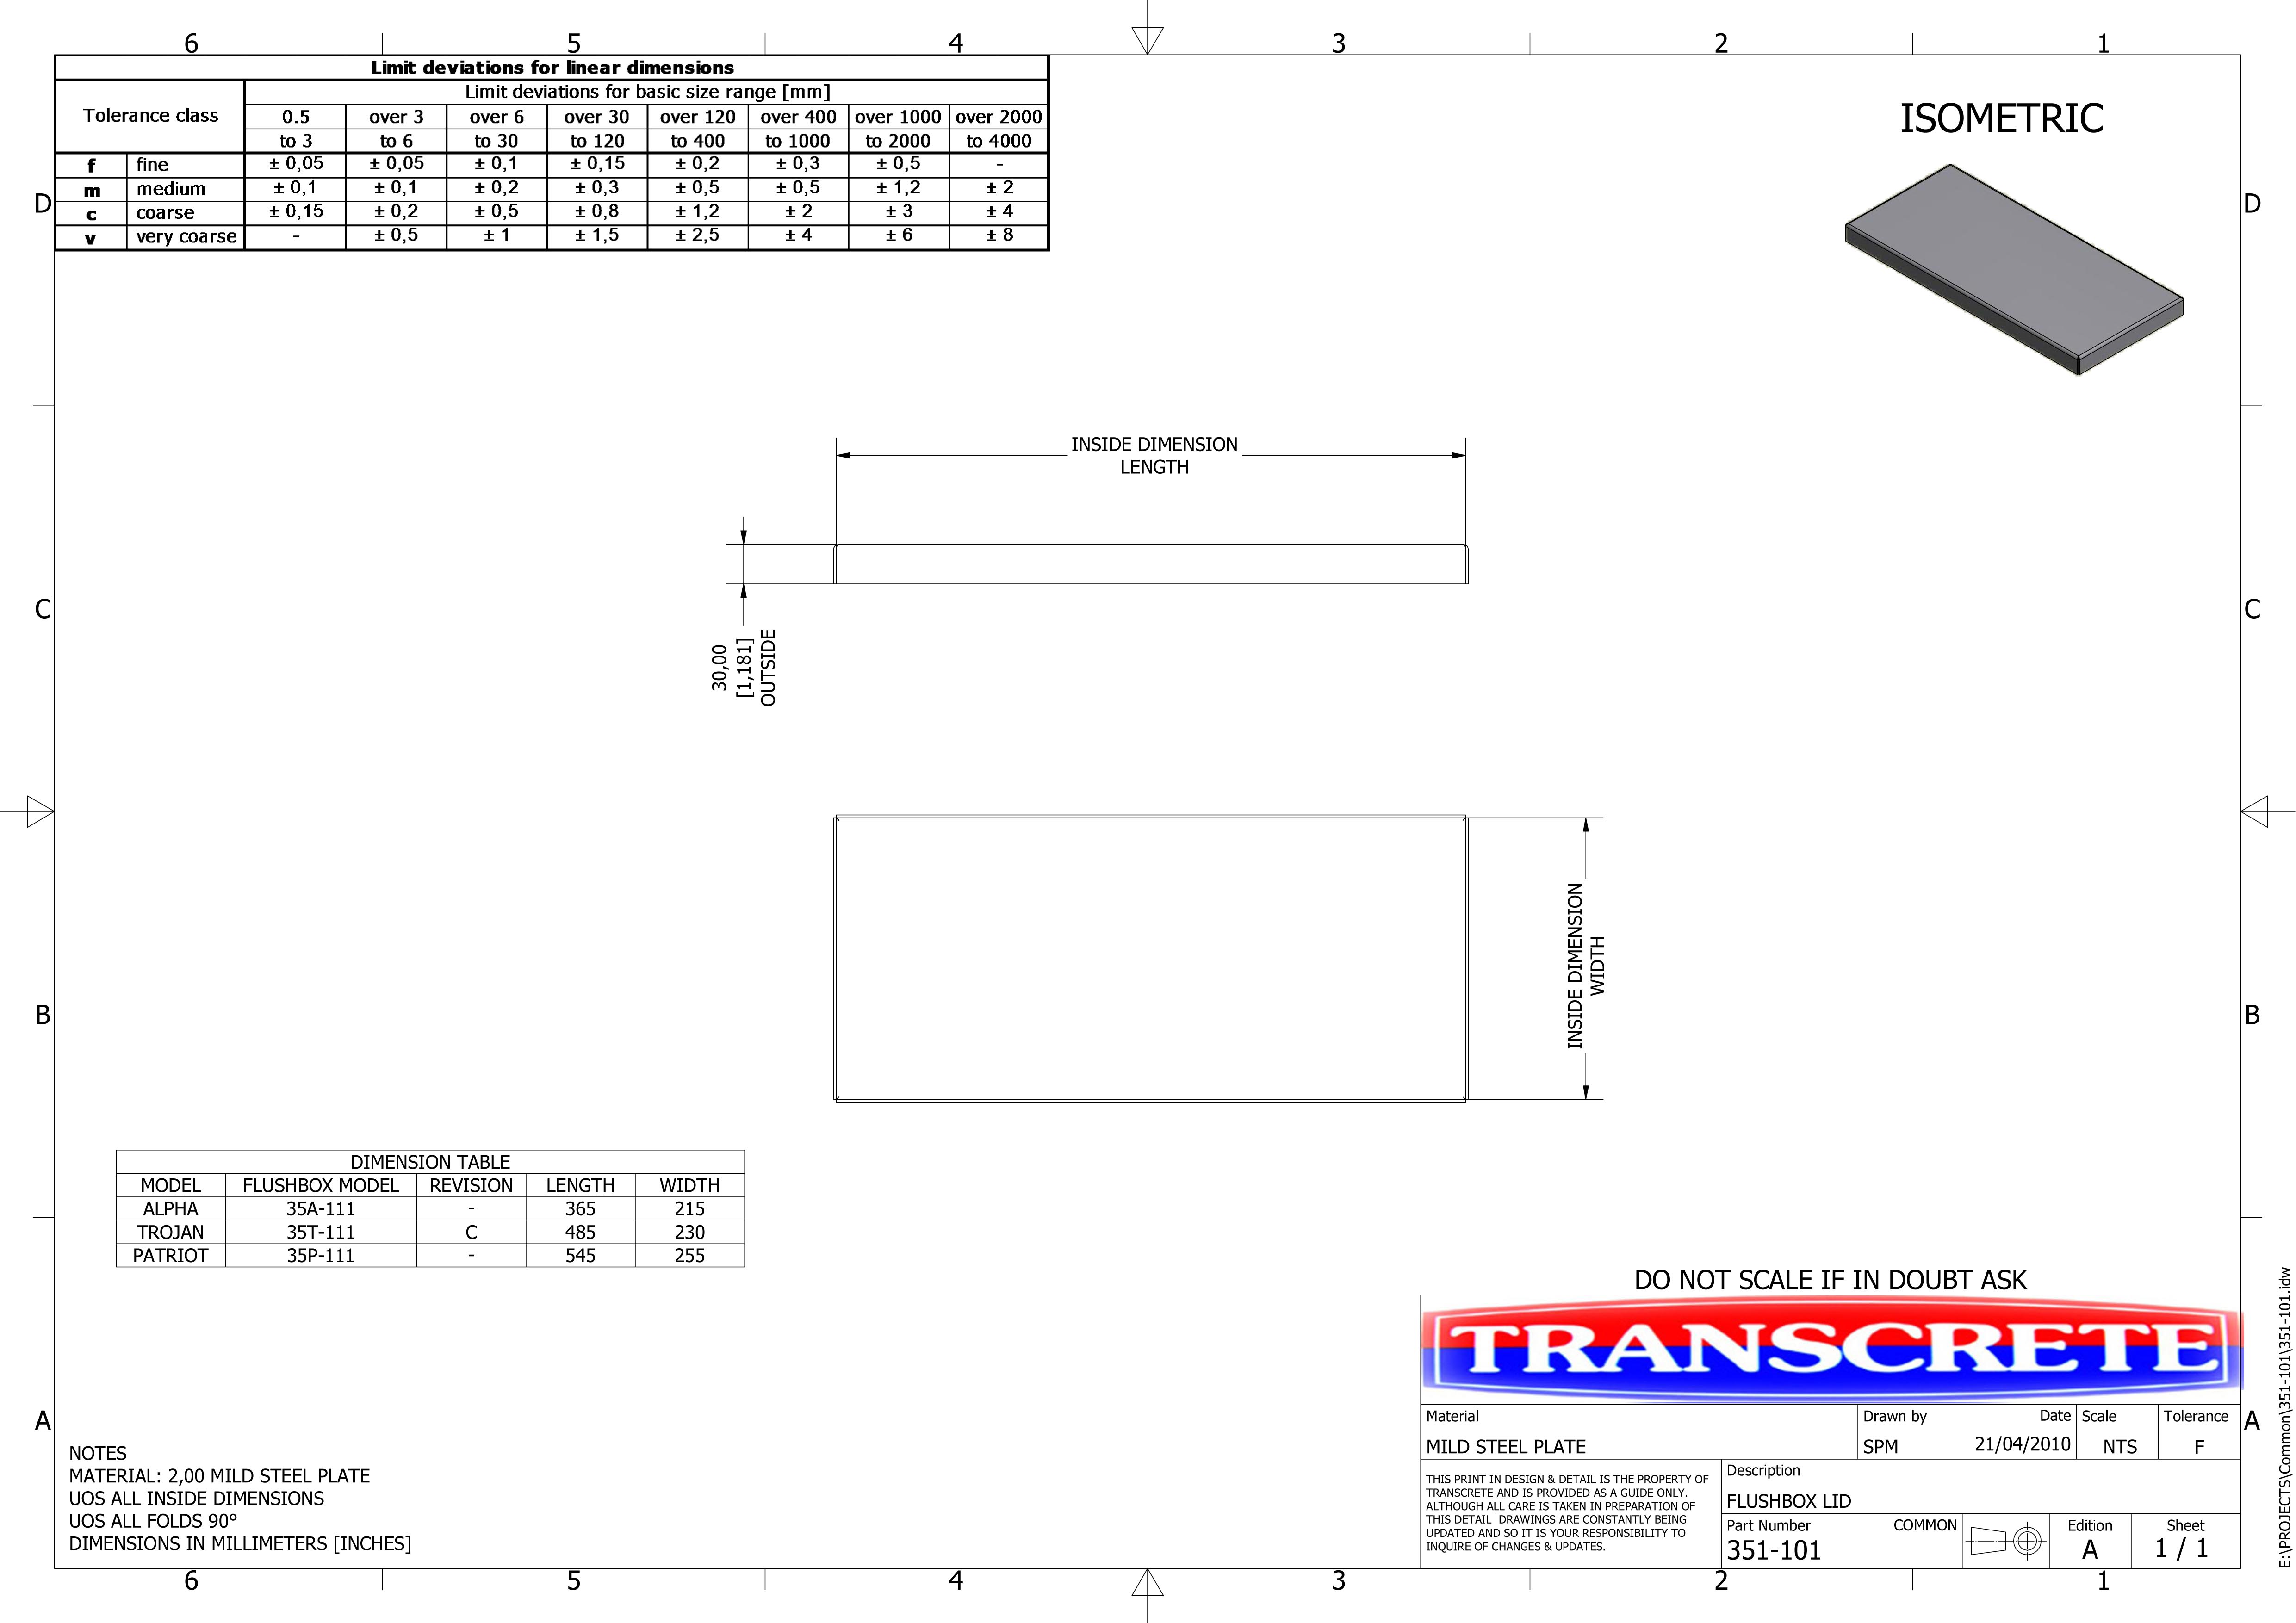 6 5 4 3 2 1
Limit deviations for linear dimensions
Tolerance class
Limit deviations for basic size range [mm]
0.5 over 3 over 6 over 30 over 120 over 400 over 1000 over 2000
to 3 to 6 to 30 to 120 to 400 to 1000 to 2000 to 4000
f fine ± 0,05 ± 0,05 ± 0,1 ± 0,15 ± 0,2 ± 0,3 ± 0,5 -
m medium ± 0,1 ± 0,1 ± 0,2 ± 0,3 ± 0,5 ± 0,5 ± 1,2 ± 2
c coarse ± 0,15 ± 0,2 ± 0,5 ± 0,8 ± 1,2 ± 2 ± 3 ± 4
v very coarse - ± 0,5 ± 1 ± 1,5 ± 2,5 ± 4 ± 6 ± 8
ISOMETRIC
D D
INSIDE DIMENSION
LENGTH
30,00
[1,181]
OUTSIDE
C C
INSIDE DIMENSION
WIDTH
B B
DIMENSION TABLE
MODEL FLUSHBOX MODEL REVISION LENGTH WIDTH
ALPHA 35A-111 - 365 215
TROJAN 35T-111 C 485 230
PATRIOT 35P-111 - 545 255
DO NOT SCALE IF IN DOUBT ASK
TRANSCRETE
A A
NOTES
MATERIAL: 2,00 MILD STEEL PLATE
UOS ALL INSIDE DIMENSIONS
UOS ALL FOLDS 90°
DIMENSIONS IN MILLIMETERS [INCHES]
Material
MILD STEEL PLATE
Drawn by Date
SPM 21/04/2010
Scale
NTS
Tolerance
F
THIS PRINT IN DESIGN & DETAIL IS THE PROPERTY OF
TRANSCRETE AND IS PROVIDED AS A GUIDE ONLY.
ALTHOUGH ALL CARE IS TAKEN IN PREPARATION OF
THIS DETAIL DRAWINGS ARE CONSTANTLY BEING
UPDATED AND SO IT IS YOUR RESPONSIBILITY TO
INQUIRE OF CHANGES & UPDATES.
Description
FLUSHBOX LID
Part Number COMMON
351-101
Edition
A
Sheet
1 / 1
E:\PROJECTS\Common\351-101\351-101.idw
6 5 4 3 2 1